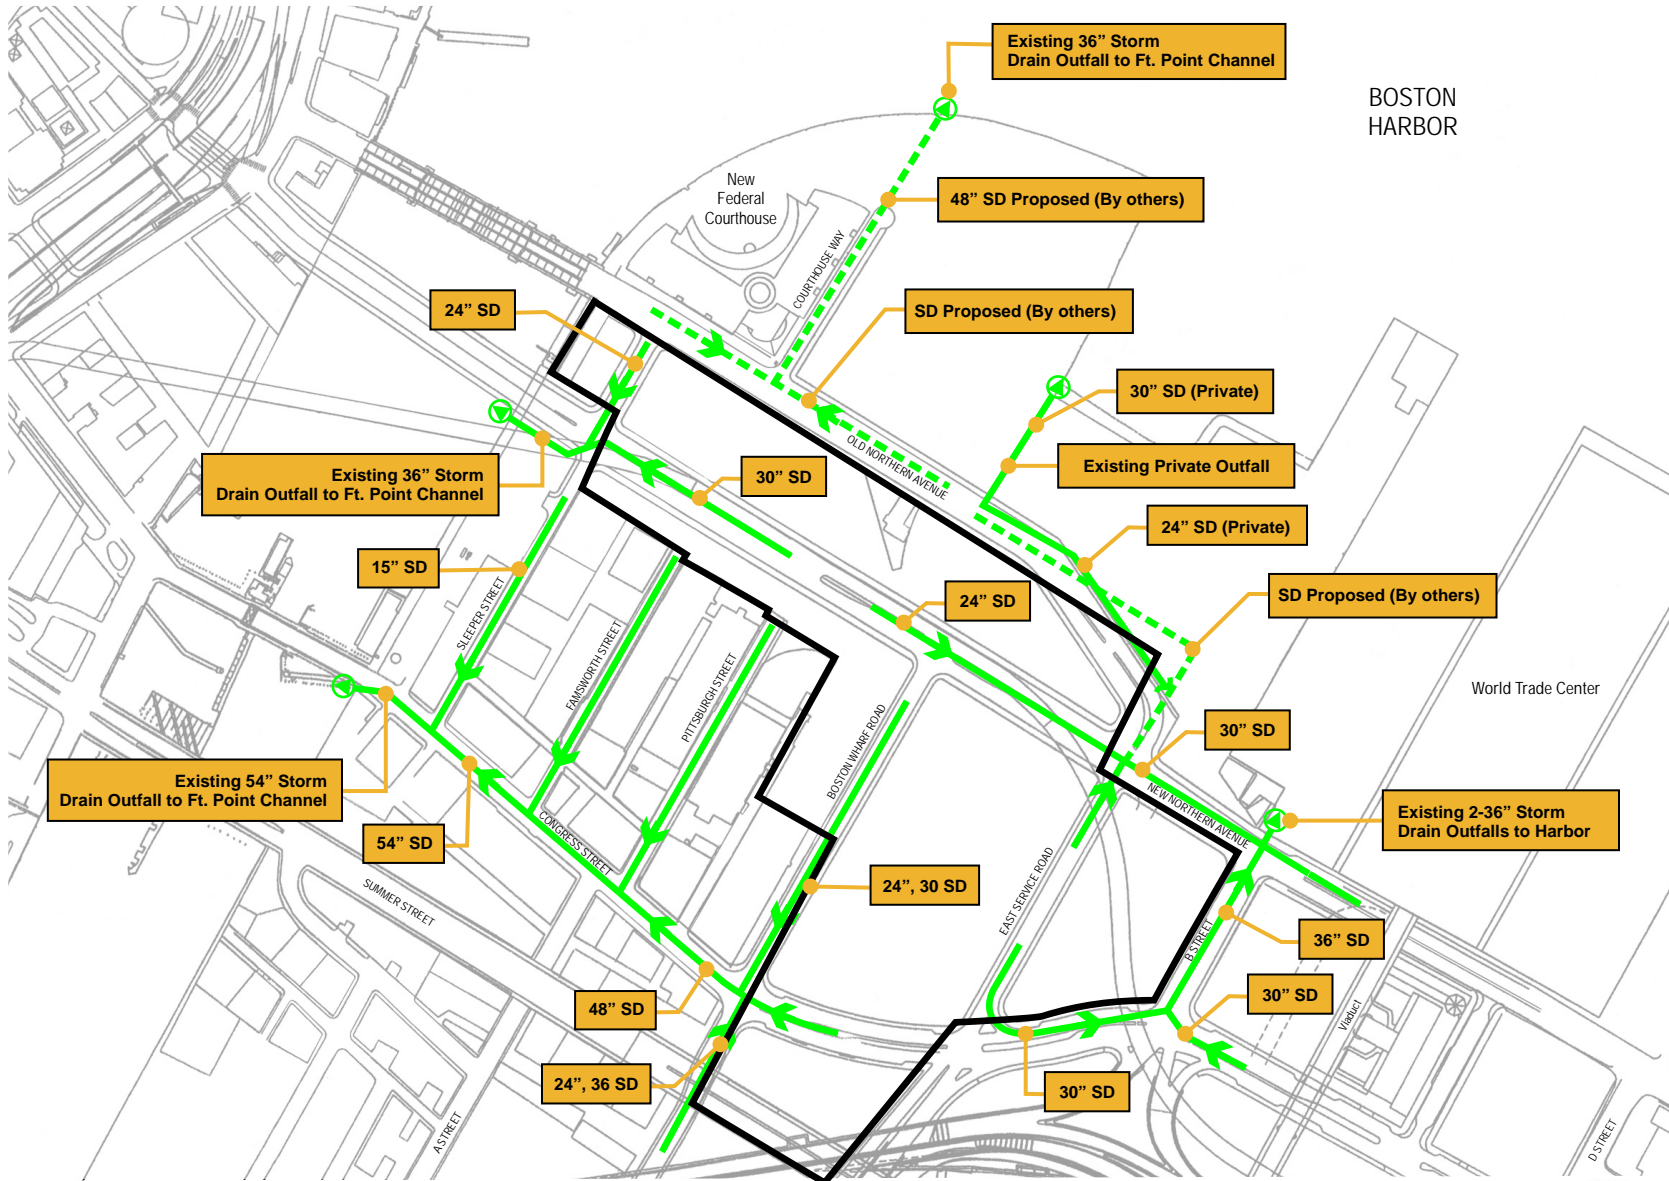 Existing 36” Storm
Drain Outfall to Ft. Point Channel
BOSTON
HARBOR
New
Federal
Courthouse
48” SD Proposed (By others)
COURTHOUSE WAY
24” SD
SD Proposed (By others)
30” SD (Private)
OLD NORTHERN AVENUE
Existing Private Outfall
Existing 36” Storm
Drain Outfall to Ft. Point Channel
30” SD
24” SD (Private)
15” SD
24” SD
SD Proposed (By others)
SLEEPER STREET
FAMSWORTH STREET
PITTSBURGH STREET
BOSTON WHARF ROAD
World Trade Center
30” SD
Existing 54” Storm
Drain Outfall to Ft. Point Channel
NEW NORTHERN AVENUE
Existing 2-36” Storm
Drain Outfalls to Harbor
54” SD
CONGRESS STREET
SUMMER STREET
24”, 30 SD
EAST SERVICE ROAD
B STREET
36” SD
48” SD
30” SD
Viaduct
24”, 36 SD
30” SD
A STREET
D STREET